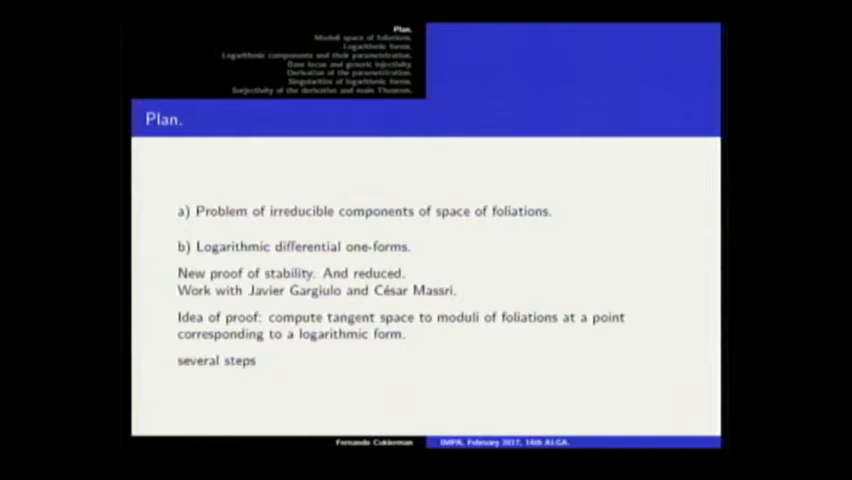 Plan.
Moduli space of foliations.
Logarithmic forms.
Logarithmic components and their parametrization.
Base locus and generic injectivity.
Derivative of the parametrization.
Singularities of logarithmic forms.
Surjectivity of the derivative and main Theorem.
Plan.
a) Problem of irreducible components of space of foliations.
b) Logarithmic differential one-forms.
New proof of stability. And reduced.
Work with Javier Gargiulo and César Massri.
Idea of proof: compute tangent space to moduli of foliations at a point
corresponding to a logarithmic form.
several steps
Fernando Cukierman
IMPA, February 2017, 14th ALGA.